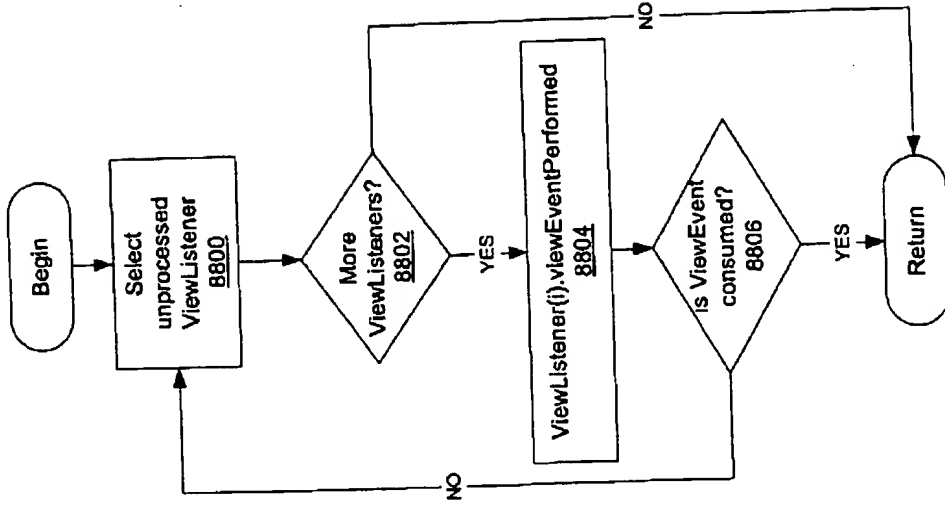 Begin
Select
unprocessed
ViewListener
8800
More
ViewListeners?
8802
NO
YES
ViewListener(i).viewEventPerformed
8804
is ViewEvent
consumed?
8806
NO
YES
Return